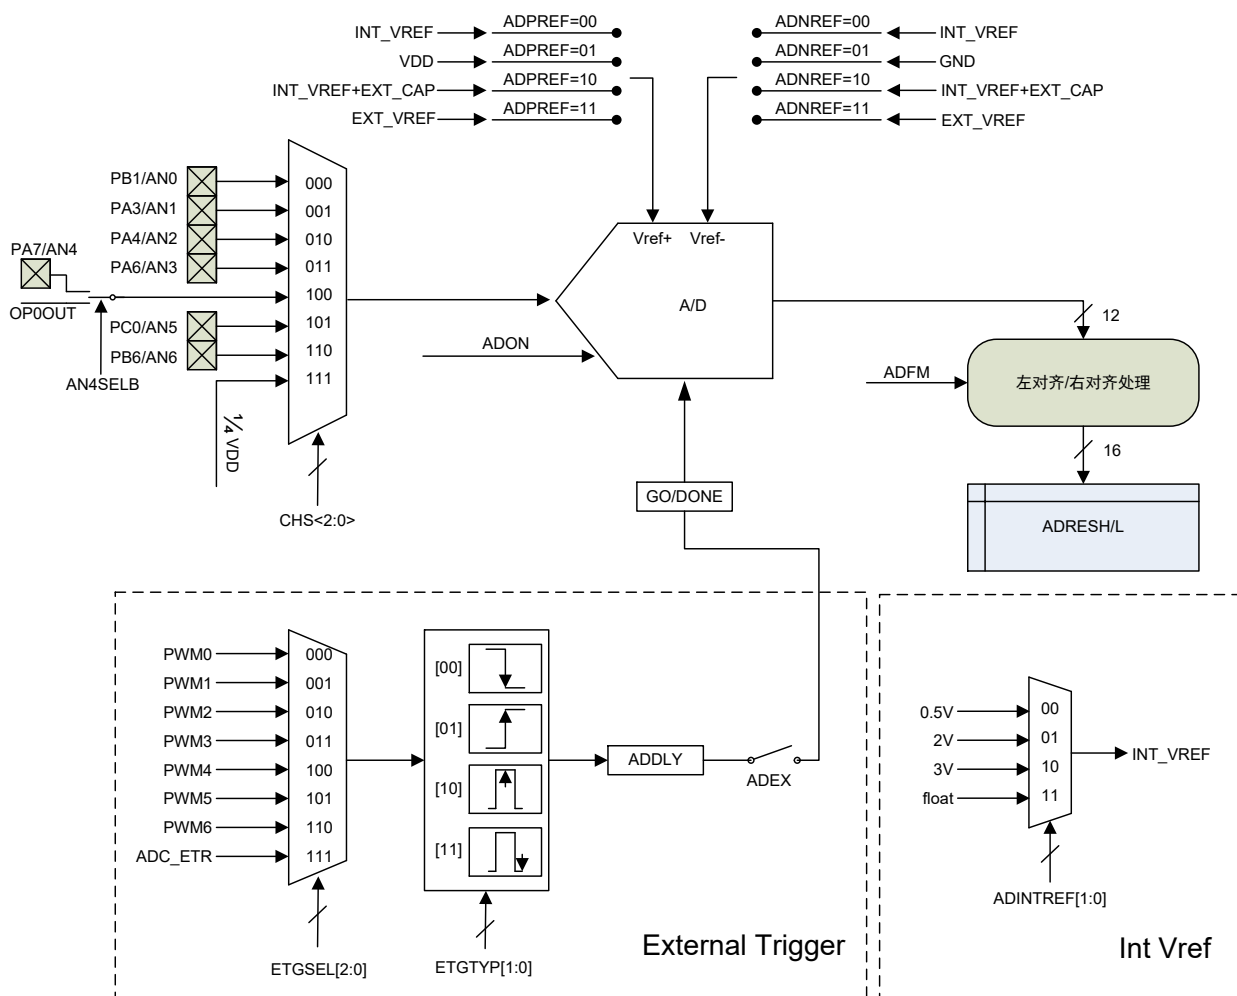 INT_VREF ADPREF=00 ADNREF=00 INT_VREF
VDD ADPREF=01 ADNREF=01 GND
INT_VREF+EXT_CAP ADPREF=10 ADNREF=10 INT_VREF+EXT_CAP
EXT_VREF ADPREF=11 ADNREF=11 EXT_VREF
PB1/AN0 000
PA3/AN1 001
PA4/AN2 010
PA6/AN3 011
PA7/AN4
OP0OUT
100
PC0/AN5 101
PB6/AN6 110
111
AN4SELB
¼ VDD
CHS<2:0>
Vref+ Vref-
A/D
ADON
12
ADFM
左对齐/右对齐处理
16
GO/DONE
ADRESH/L
PWM0 000
PWM1 001
PWM2 010
PWM3 011
PWM4 100
PWM5 101
PWM6 110
ADC_ETR 111
ETGSEL[2:0]
[00]
[01]
[10]
[11]
ETGTYP[1:0]
ADDLY
ADEX
External Trigger
0.5V 00
2V 01
3V 10
float 11
INT_VREF
ADINTREF[1:0]
Int Vref